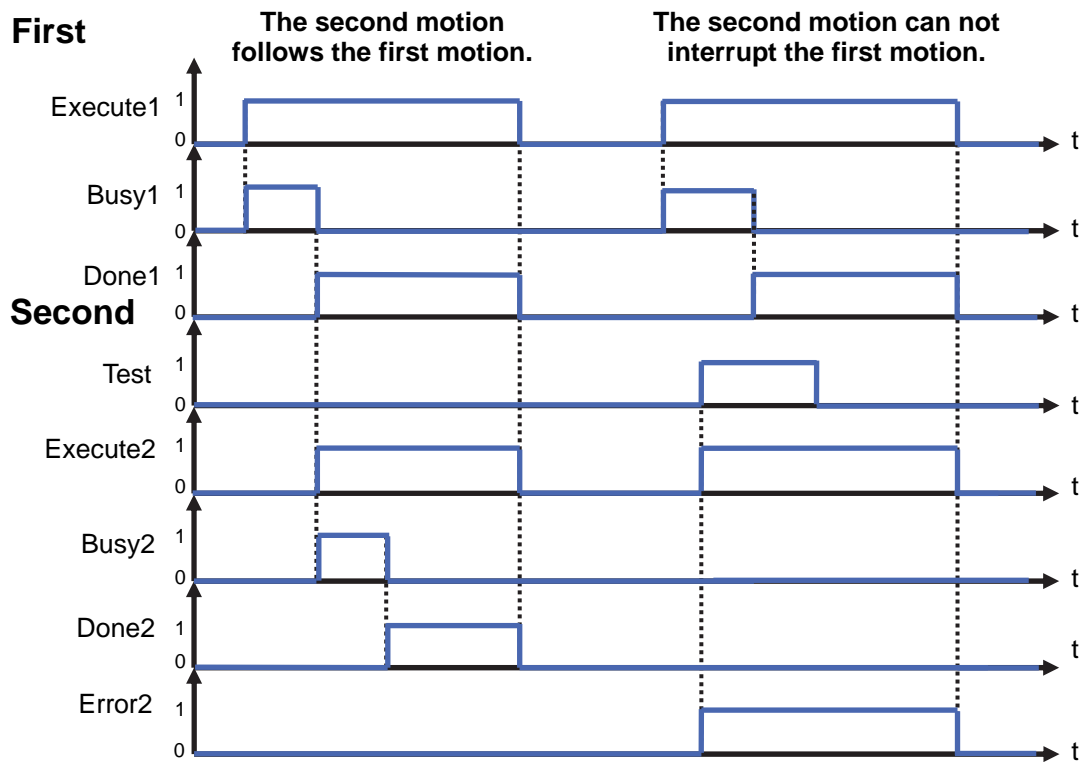 First
The second motion
follows the first motion.
The second motion can not
interrupt the first motion.
Execute1
1
0
t
Busy1
1
0
t
Done1
1
0
t
Second
Test
1
0
t
Execute2
1
0
t
Busy2
1
0
t
Done2
1
0
t
Error2
1
0
t